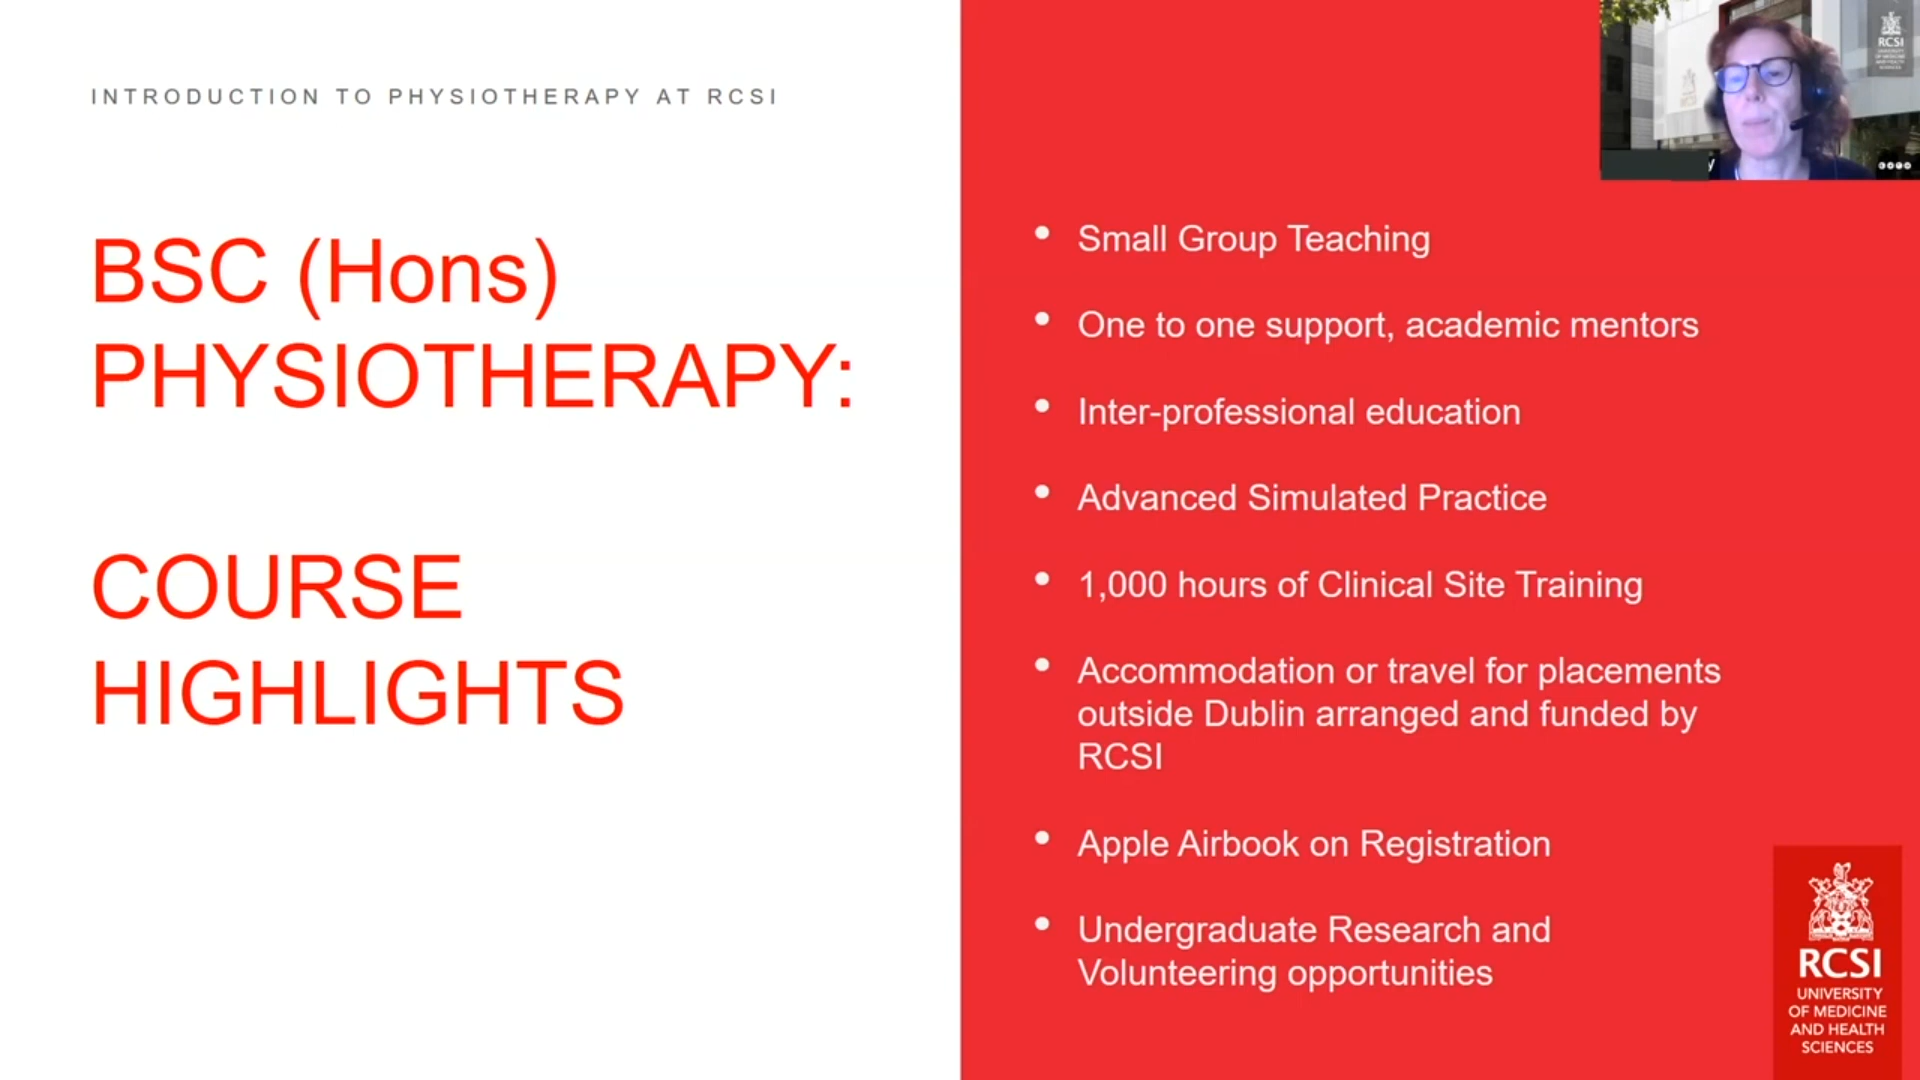 INTRODUCTION TO PHYSIOTHERAPY AT RCSI
BSC (Hons)
PHYSIOTHERAPY:
COURSE
HIGHLIGHTS
• Small Group Teaching
• One to one support, academic mentors
• Inter-professional education
• Advanced Simulated Practice
• 1,000 hours of Clinical Site Training
• Accommodation or travel for placements
outside Dublin arranged and funded by
RCSI
• Apple Airbook on Registration
• Undergraduate Research and
Volunteering opportunities
RCSI
y
RCSI
UNIVERSITY
OF MEDICINE
AND HEALTH
SCIENCES